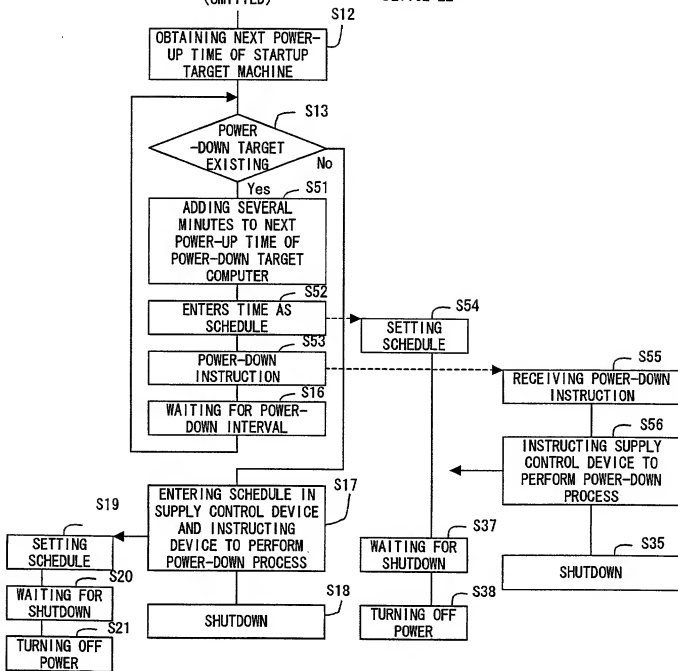 (OMITTED)
S12
OBTAINING NEXT POWER-
UP TIME OF STARTUP
TARGET MACHINE
S13
POWER
-DOWN TARGET
EXISTING
No
Yes
S51
ADDING SEVERAL
MINUTES TO NEXT
POWER-UP TIME OF
POWER-DOWN TARGET
COMPUTER
S52
ENTERS TIME AS
SCHEDULE
S54
SETTING
SCHEDULE
S53
POWER-DOWN
INSTRUCTION
S55
RECEIVING POWER-DOWN
INSTRUCTION
S16
WAITING FOR POWER-
DOWN INTERVAL
S56
INSTRUCTING SUPPLY
CONTROL DEVICE TO
PERFORM POWER-DOWN
PROCESS
S17
ENTERING SCHEDULE IN
SUPPLY CONTROL DEVICE
AND INSTRUCTING
DEVICE TO PERFORM
POWER-DOWN PROCESS
S19
SETTING
SCHEDULE
S37
WAITING FOR
SHUTDOWN
S35
SHUTDOWN
S20
WAITING FOR
SHUTDOWN
S18
SHUTDOWN
S38
TURNING OFF
POWER
S21
TURNING OFF
POWER